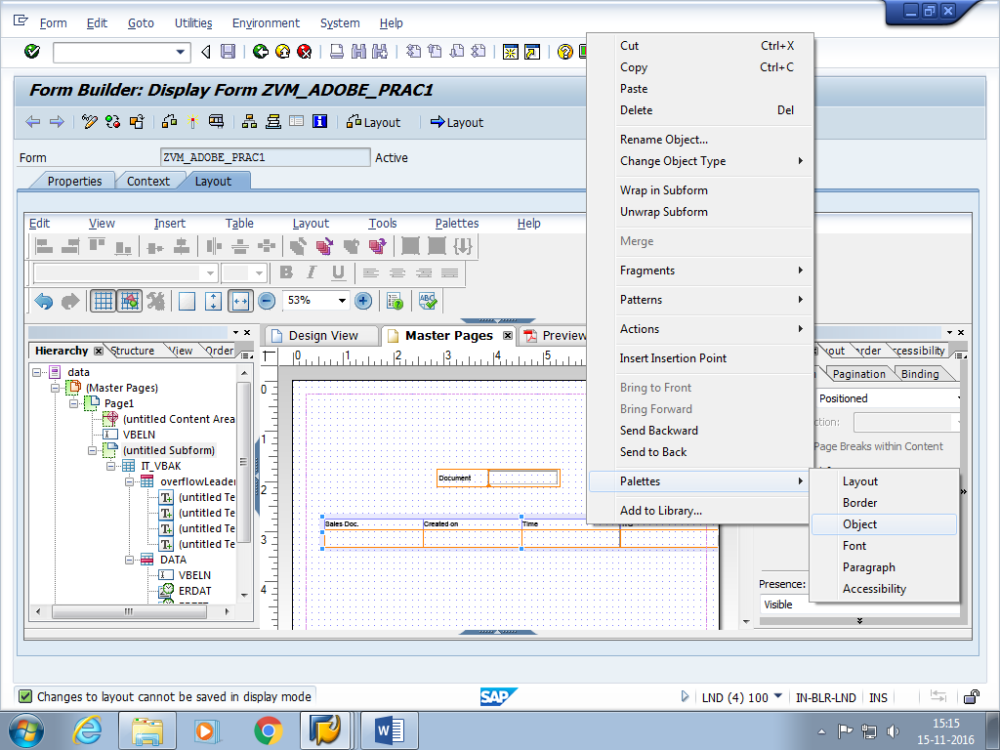 Form Edit Goto Utilities Environment System Help
Form Builder: Display Form ZVM_ADOBE_PRAC1
Layout Layout
Form ZVM_ADOBE_PRAC1 Active
Properties Context Layout
Edit View Insert Table Layout Tools Palettes Help
B I U
53%
ABC
Hierarchy Structure View Order
Design View Master Pages Preview
0 1 2 3 4 5
0
1
2
3
4
data
(Master Pages)
Page1
(untitled Content Area
VBELN
(untitled Subform)
IT_VBAK
overflowLeader
(untitled Te
(untitled Te
(untitled Te
(untitled Te
DATA
VBELN
ERDAT
Document
Sales Doc. Created on Time
Cut Ctrl+X
Copy Ctrl+C
Paste
Delete Del
Rename Object...
Change Object Type
Wrap in Subform
Unwrap Subform
Merge
Fragments
Patterns
Actions
Insert Insertion Point
Bring to Front
Bring Forward
Send Backward
Send to Back
Palettes
Add to Library...
Layout
Border
Object
Font
Paragraph
Accessibility
out rder ccessibility
Pagination Binding
Positioned
ction:
Page Breaks within Content
Presence:
Visible
Changes to layout cannot be saved in display mode
SAP
LND (4) 100 IN-BLR-LND INS
15:15
15-11-2016